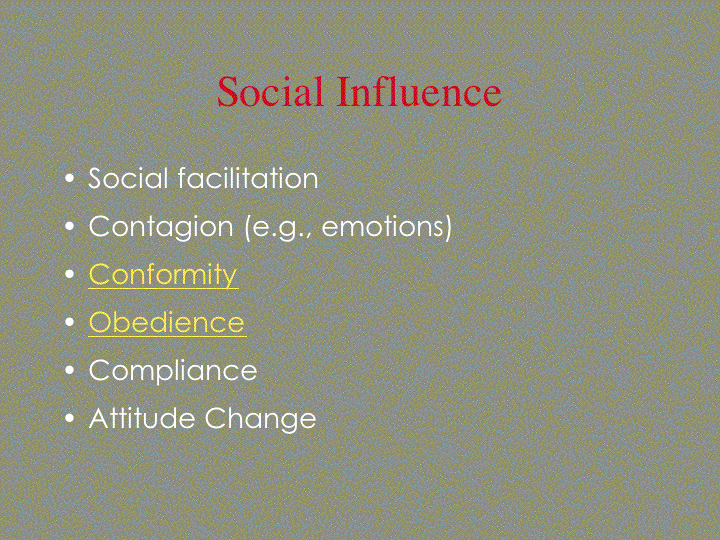 Social Influence
• Social facilitation
• Contagion (e.g., emotions)
• Conformity
• Obedience
• Compliance
• Attitude Change